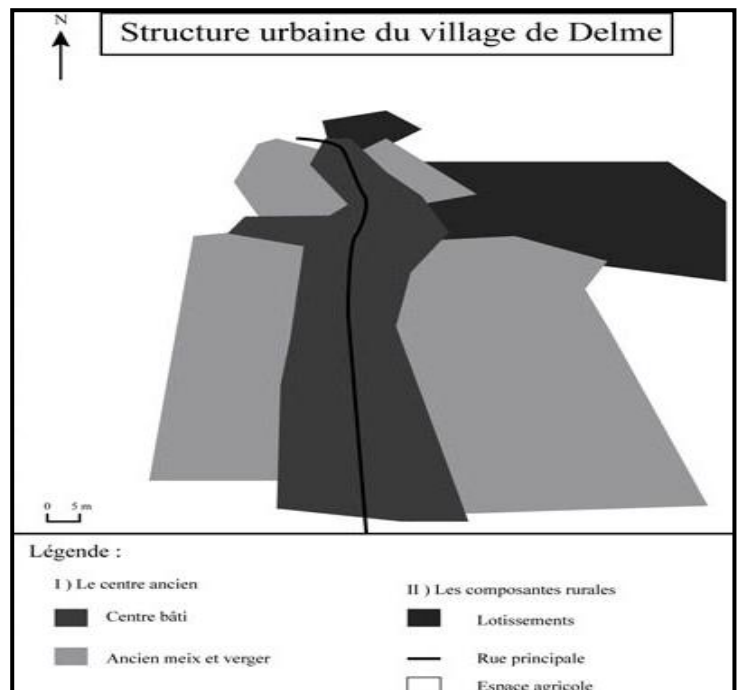 N
Structure urbaine du village de Delme
0 5 m
Légende :
I ) Le centre ancien
Centre bâti
Ancien meix et verger
II ) Les composantes rurales
Lotissements
Rue principale
Espace agricole